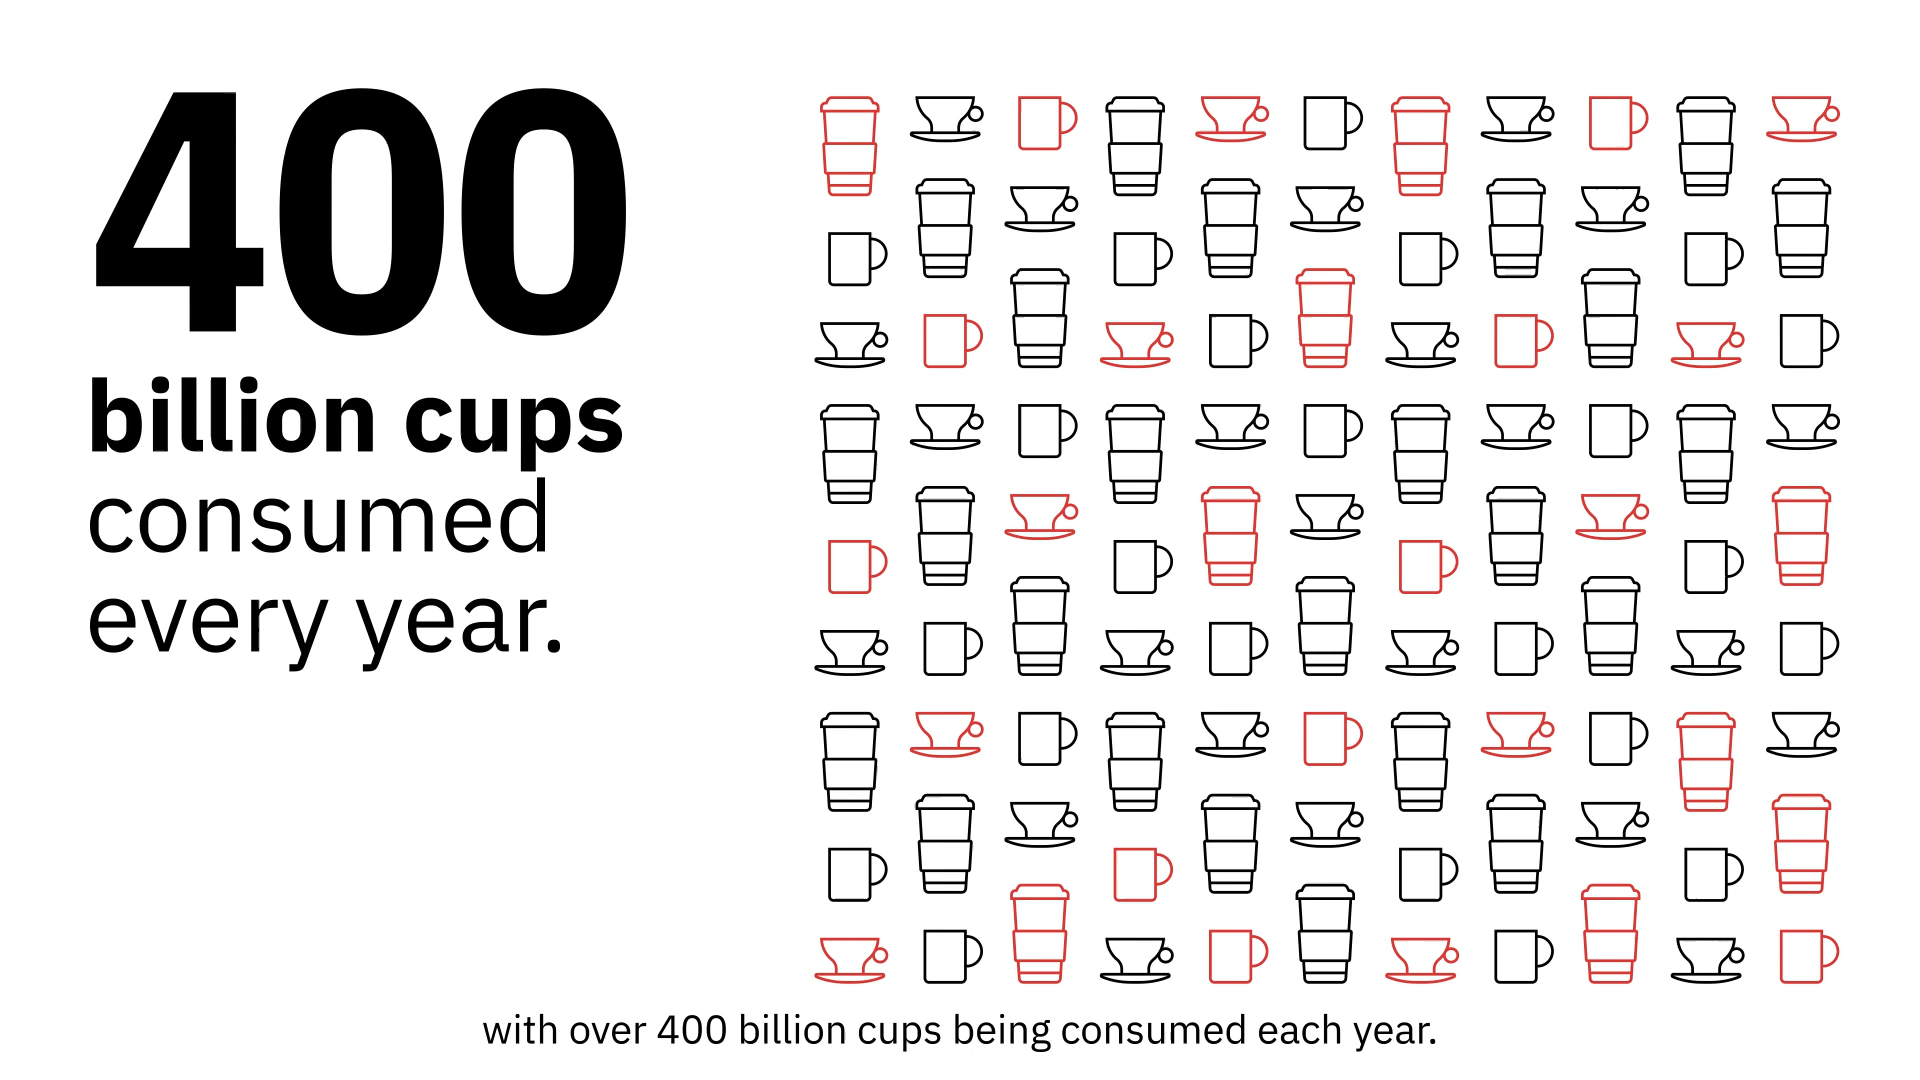 400
billion cups
consumed
every year.
with over 400 billion cups being consumed each year.